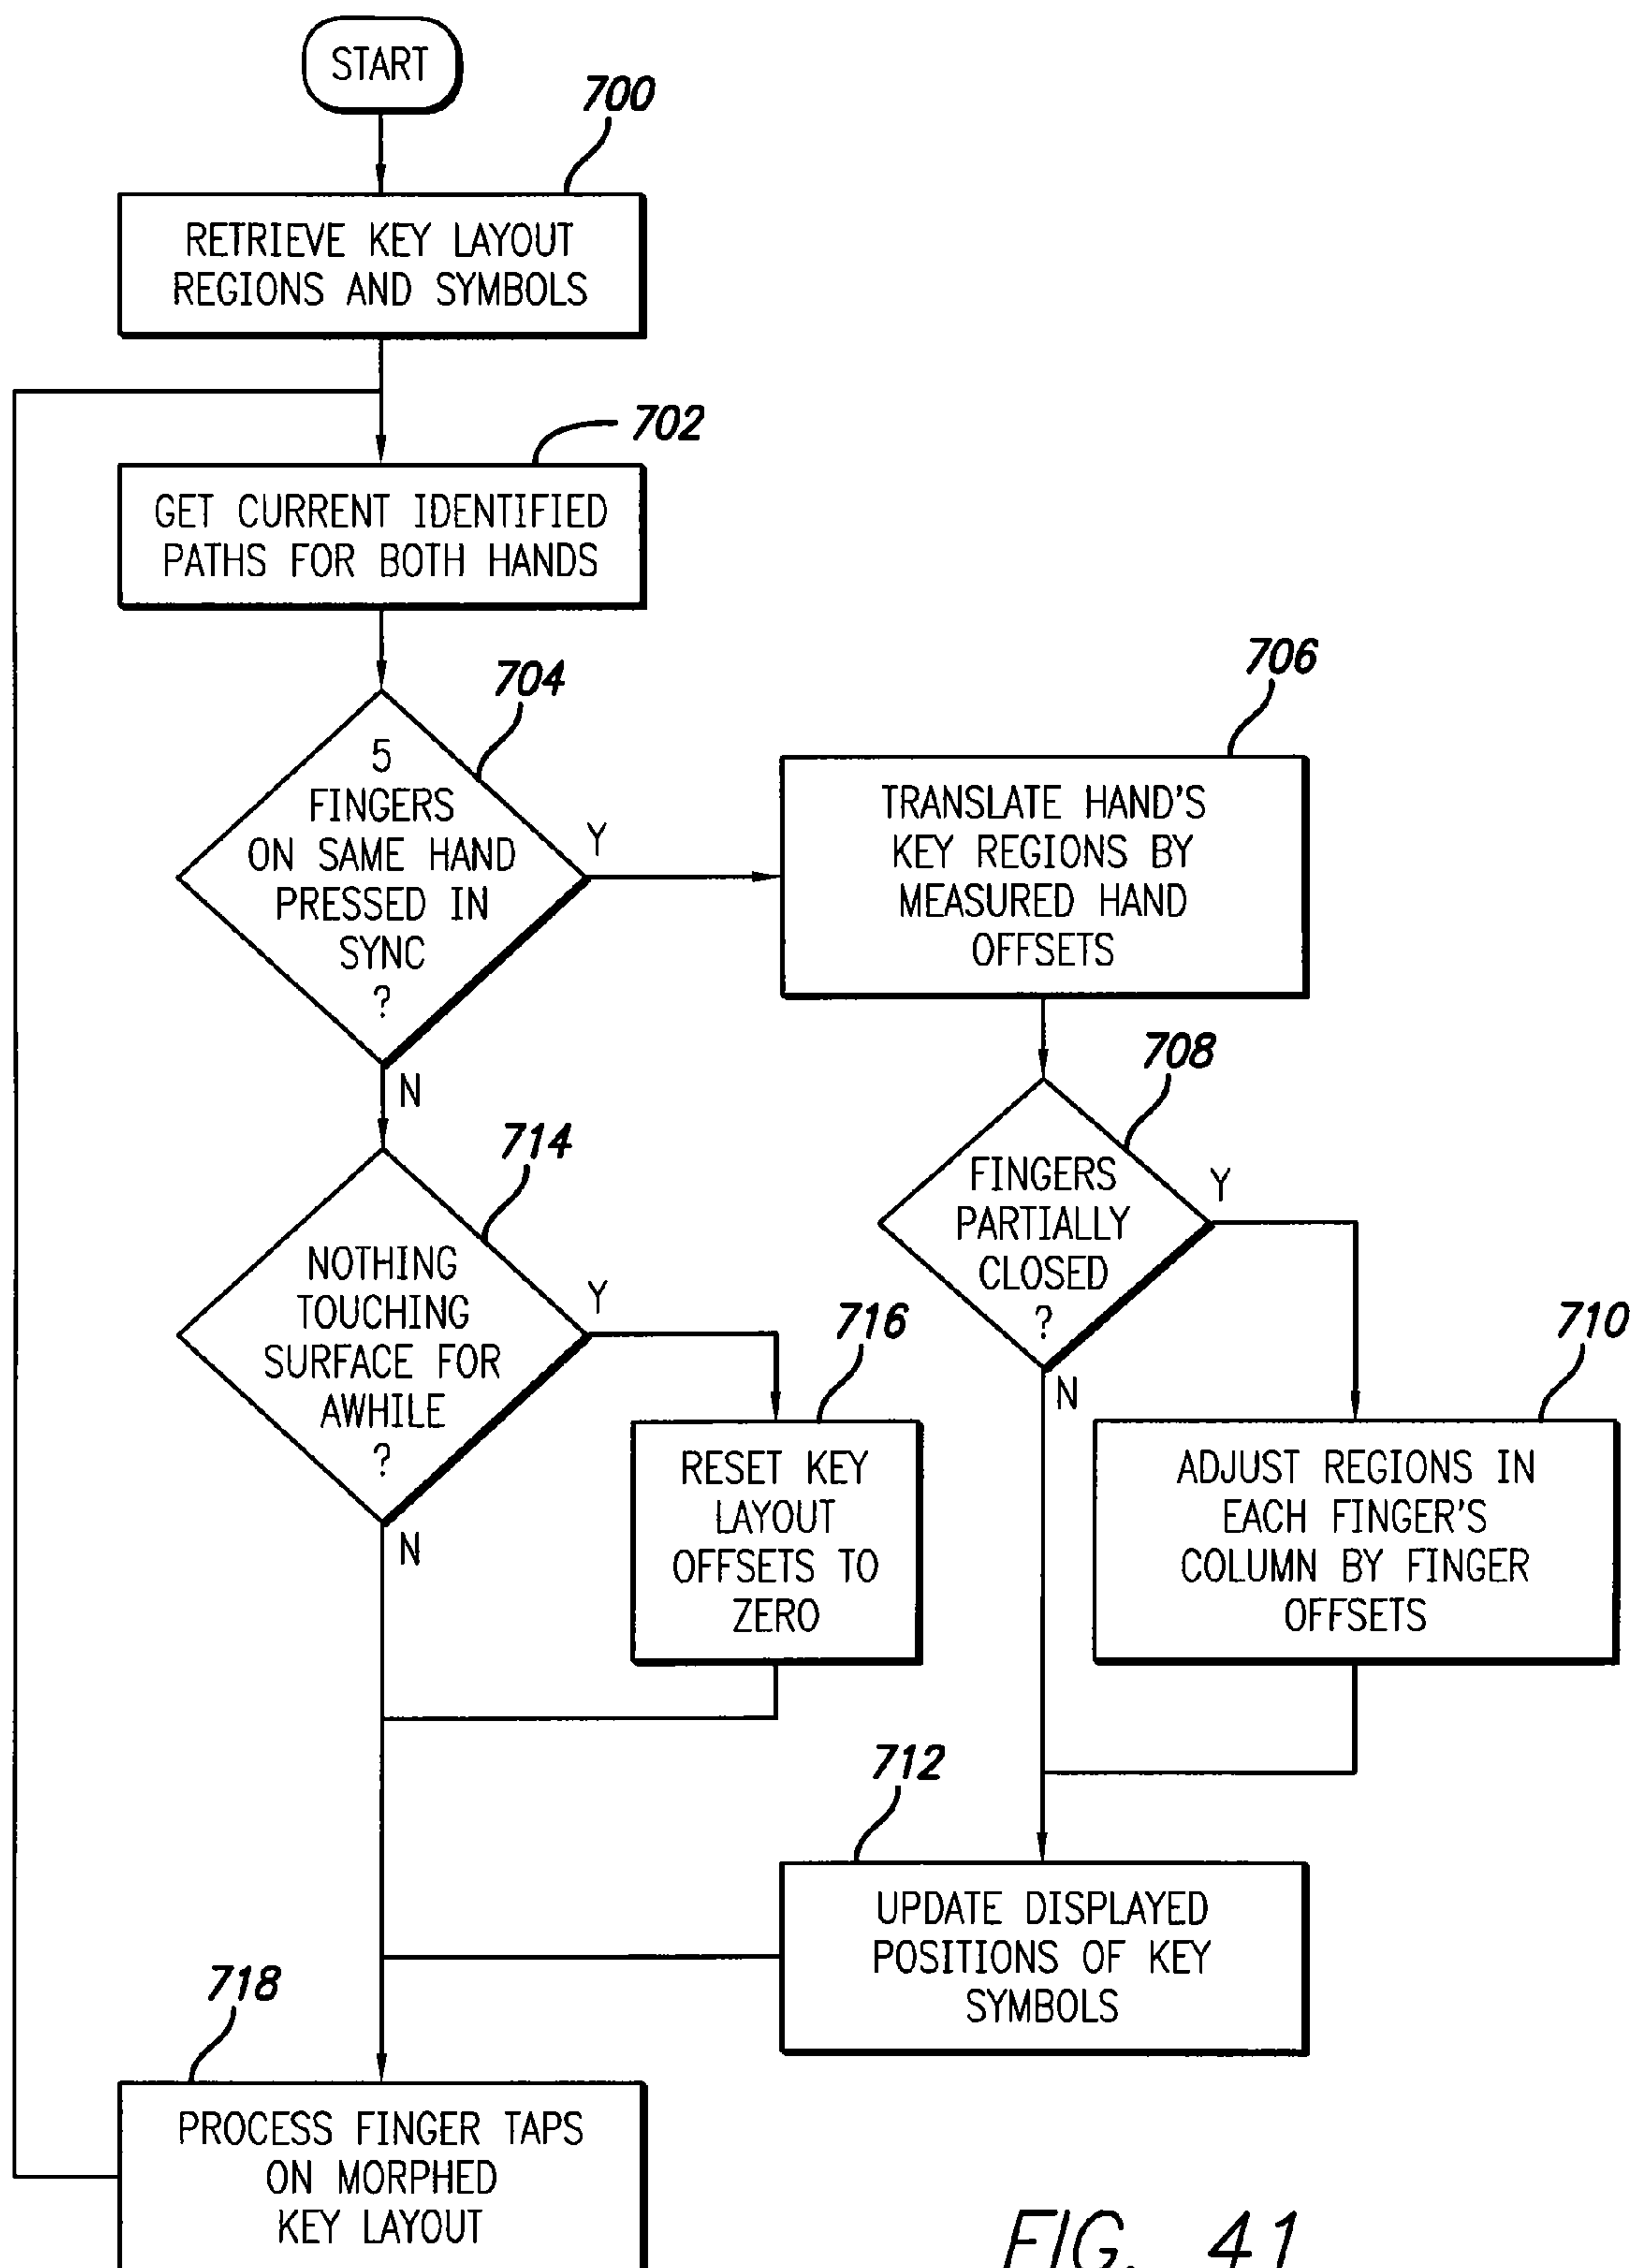 START
700
RETRIEVE KEY LAYOUT
REGIONS AND SYMBOLS
702
GET CURRENT IDENTIFIED
PATHS FOR BOTH HANDS
704
5
FINGERS
ON SAME HAND
PRESSED IN
SYNC
?
Y
N
706
TRANSLATE HAND'S
KEY REGIONS BY
MEASURED HAND
OFFSETS
708
FINGERS
PARTIALLY
CLOSED
?
Y
N
710
ADJUST REGIONS IN
EACH FINGER'S
COLUMN BY FINGER
OFFSETS
714
NOTHING
TOUCHING
SURFACE FOR
AWHILE
?
Y
N
716
RESET KEY
LAYOUT
OFFSETS TO
ZERO
712
UPDATE DISPLAYED
POSITIONS OF KEY
SYMBOLS
718
PROCESS FINGER TAPS
ON MORPHED
KEY LAYOUT
FIG. 41